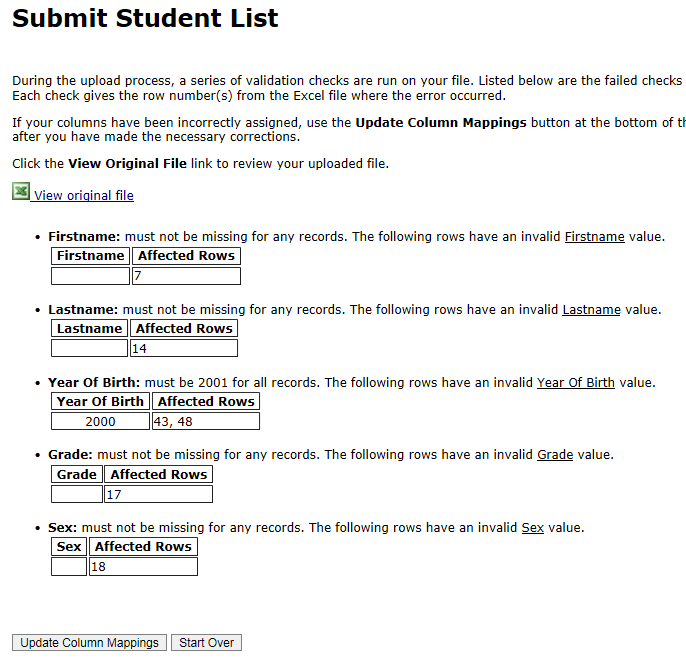 Submit Student List
During the upload process, a series of validation checks are run on your file. Listed below are the failed checks
Each check gives the row number(s) from the Excel file where the error occurred.
If your columns have been incorrectly assigned, use the Update Column Mappings button at the bottom of
after you have made the necessary corrections.
Click the View Original File link to review your uploaded file.
View original file
• Firstname: must not be missing for any records. The following rows have an invalid Firstname value.
Firstname Affected Rows
7
• Lastname: must not be missing for any records. The following rows have an invalid Lastname value.
Lastname Affected Rows
14
• Year Of Birth: must be 2001 for all records. The following rows have an invalid Year Of Birth value.
Year Of Birth Affected Rows
2000 43, 48
• Grade: must not be missing for any records. The following rows have an invalid Grade value.
Grade Affected Rows
17
• Sex: must not be missing for any records. The following rows have an invalid Sex value.
Sex Affected Rows
18
Update Column Mappings Start Over